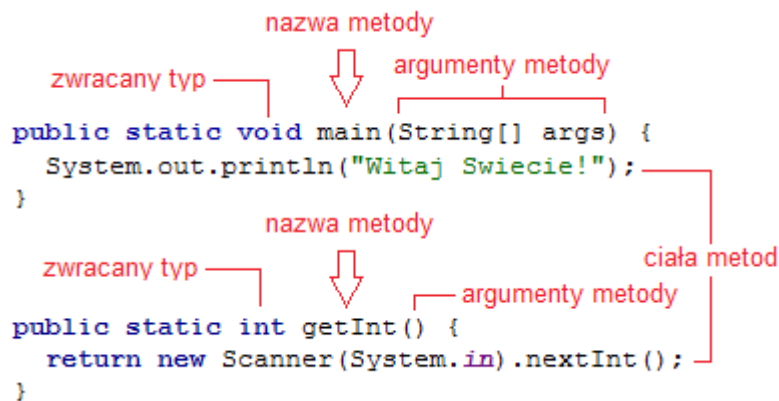 nazwa metody
zwracany typ
argumenty metody
public static void main(String[] args) {
System.out.println("Witaj Swiecie!");
}
nazwa metody
ciała metod
zwracany typ
argumenty metody
public static int getInt() {
return new Scanner(System.in).nextInt();
}